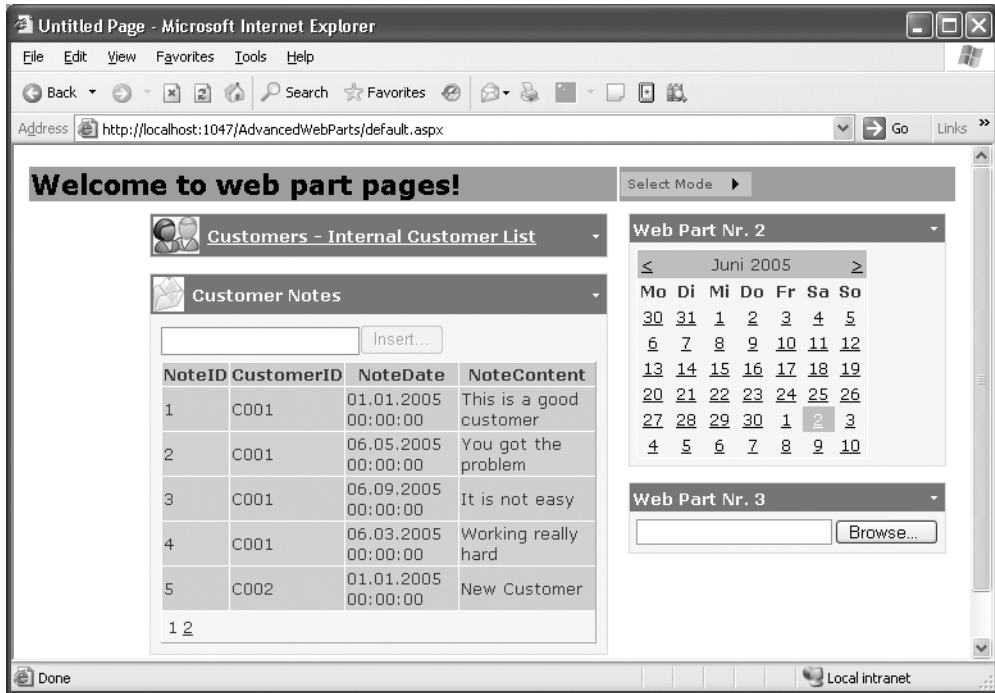 Untitled Page - Microsoft Internet Explorer
File Edit View Favorites Tools Help
Back Search Favorites
Address http://localhost:1047/AdvancedWebParts/default.aspx Go Links »
Welcome to web part pages!
Select Mode
Customers - Internal Customer List
Customer Notes
Insert...
NoteID CustomerID NoteDate NoteContent
1 C001 01.01.2005 00:00:00 This is a good customer
2 C001 06.05.2005 00:00:00 You got the problem
3 C001 06.09.2005 00:00:00 It is not easy
4 C001 06.03.2005 00:00:00 Working really hard
5 C002 01.01.2005 00:00:00 New Customer
1 2
Web Part Nr. 2
< Juni 2005 >
Mo Di Mi Do Fr Sa So
30 31 1 2 3 4 5
6 7 8 9 10 11 12
13 14 15 16 17 18 19
20 21 22 23 24 25 26
27 28 29 30 1 2 3
4 5 6 7 8 9 10
Web Part Nr. 3
Browse...
Done
Local intranet